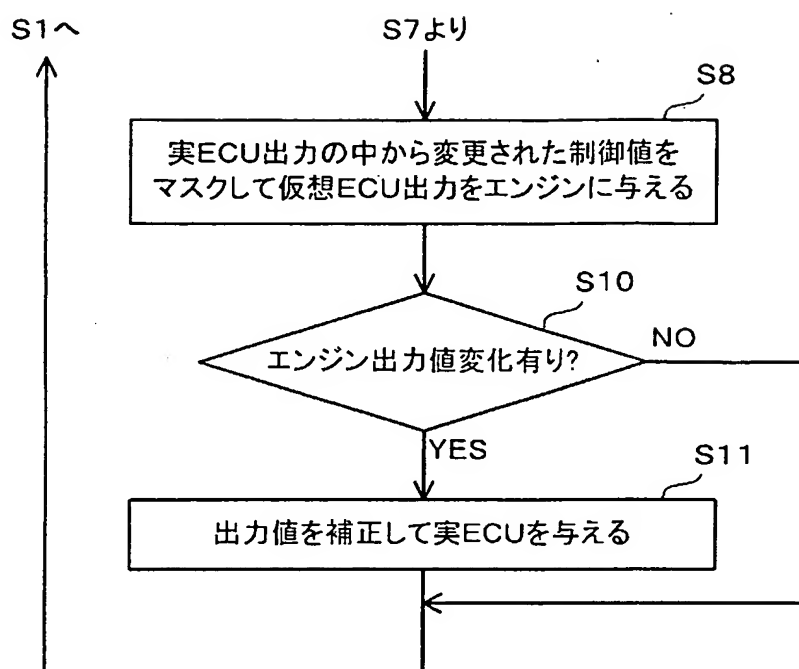 S1へ
S7より
S8
実ECU出力の中から変更された制御値を
マスクして仮想ECU出力をエンジンに与える
S10
エンジン出力値変化有り?
NO
YES
S11
出力値を補正して実ECUを与える